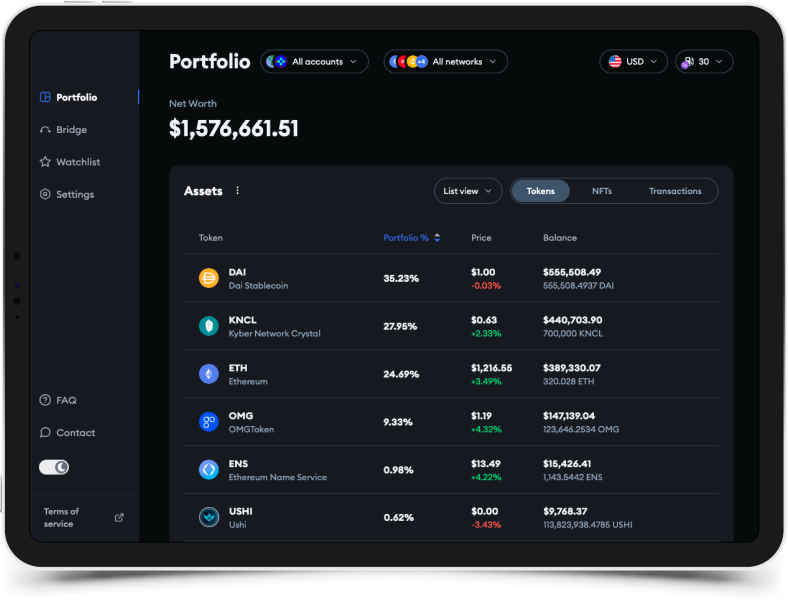 Portfolio
All accounts
+4
All networks
USD
30
Portfolio
Bridge
Watchlist
Settings
Net Worth
$1,576,661.51
Assets
List view
Tokens
NFTs
Transactions
Token
Portfolio %
Price
Balance
DAI
Dai Stablecoin
35.23%
$1.00
-0.03%
$555,508.49
555,508.4937 DAI
KNCL
Kyber Network Crystal
27.95%
$0.63
+2.33%
$440,703.90
700,000 KNCL
ETH
Ethereum
24.69%
$1,216.55
+3.49%
$389,330.07
320.028 ETH
OMG
OMGToken
9.33%
$1.19
+4.32%
$147,139.04
123,646.2534 OMG
ENS
Ethereum Name Service
0.98%
$13.49
+4.22%
$15,426.41
1,143.5442 ENS
USHI
Ushi
0.62%
$0.00
-3.43%
$9,768.37
113,823,938.4785 USHI
FAQ
Contact
Terms of
service